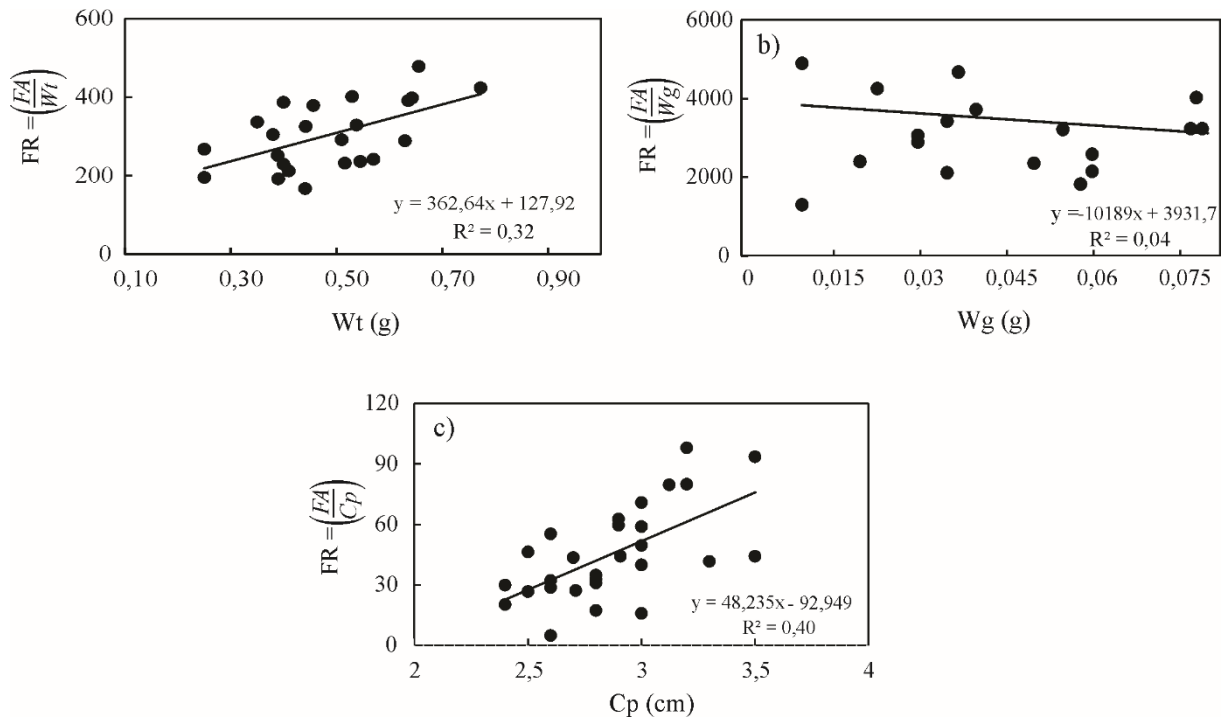 600
400
200
0
FR = (FA/Wt)
y = 362,64x + 127,92
R² = 0,32
0,10 0,30 0,50 0,70 0,90
Wt (g)
b)
6000
4000
2000
0
FR = (FA/Wg)
y = -10189x + 3931,7
R² = 0,04
0 0,015 0,03 0,045 0,06 0,075
Wg (g)
c)
120
90
60
30
0
FR = (FA/Cp)
y = 48,235x - 92,949
R² = 0,40
2 2,5 3 3,5 4
Cp (cm)